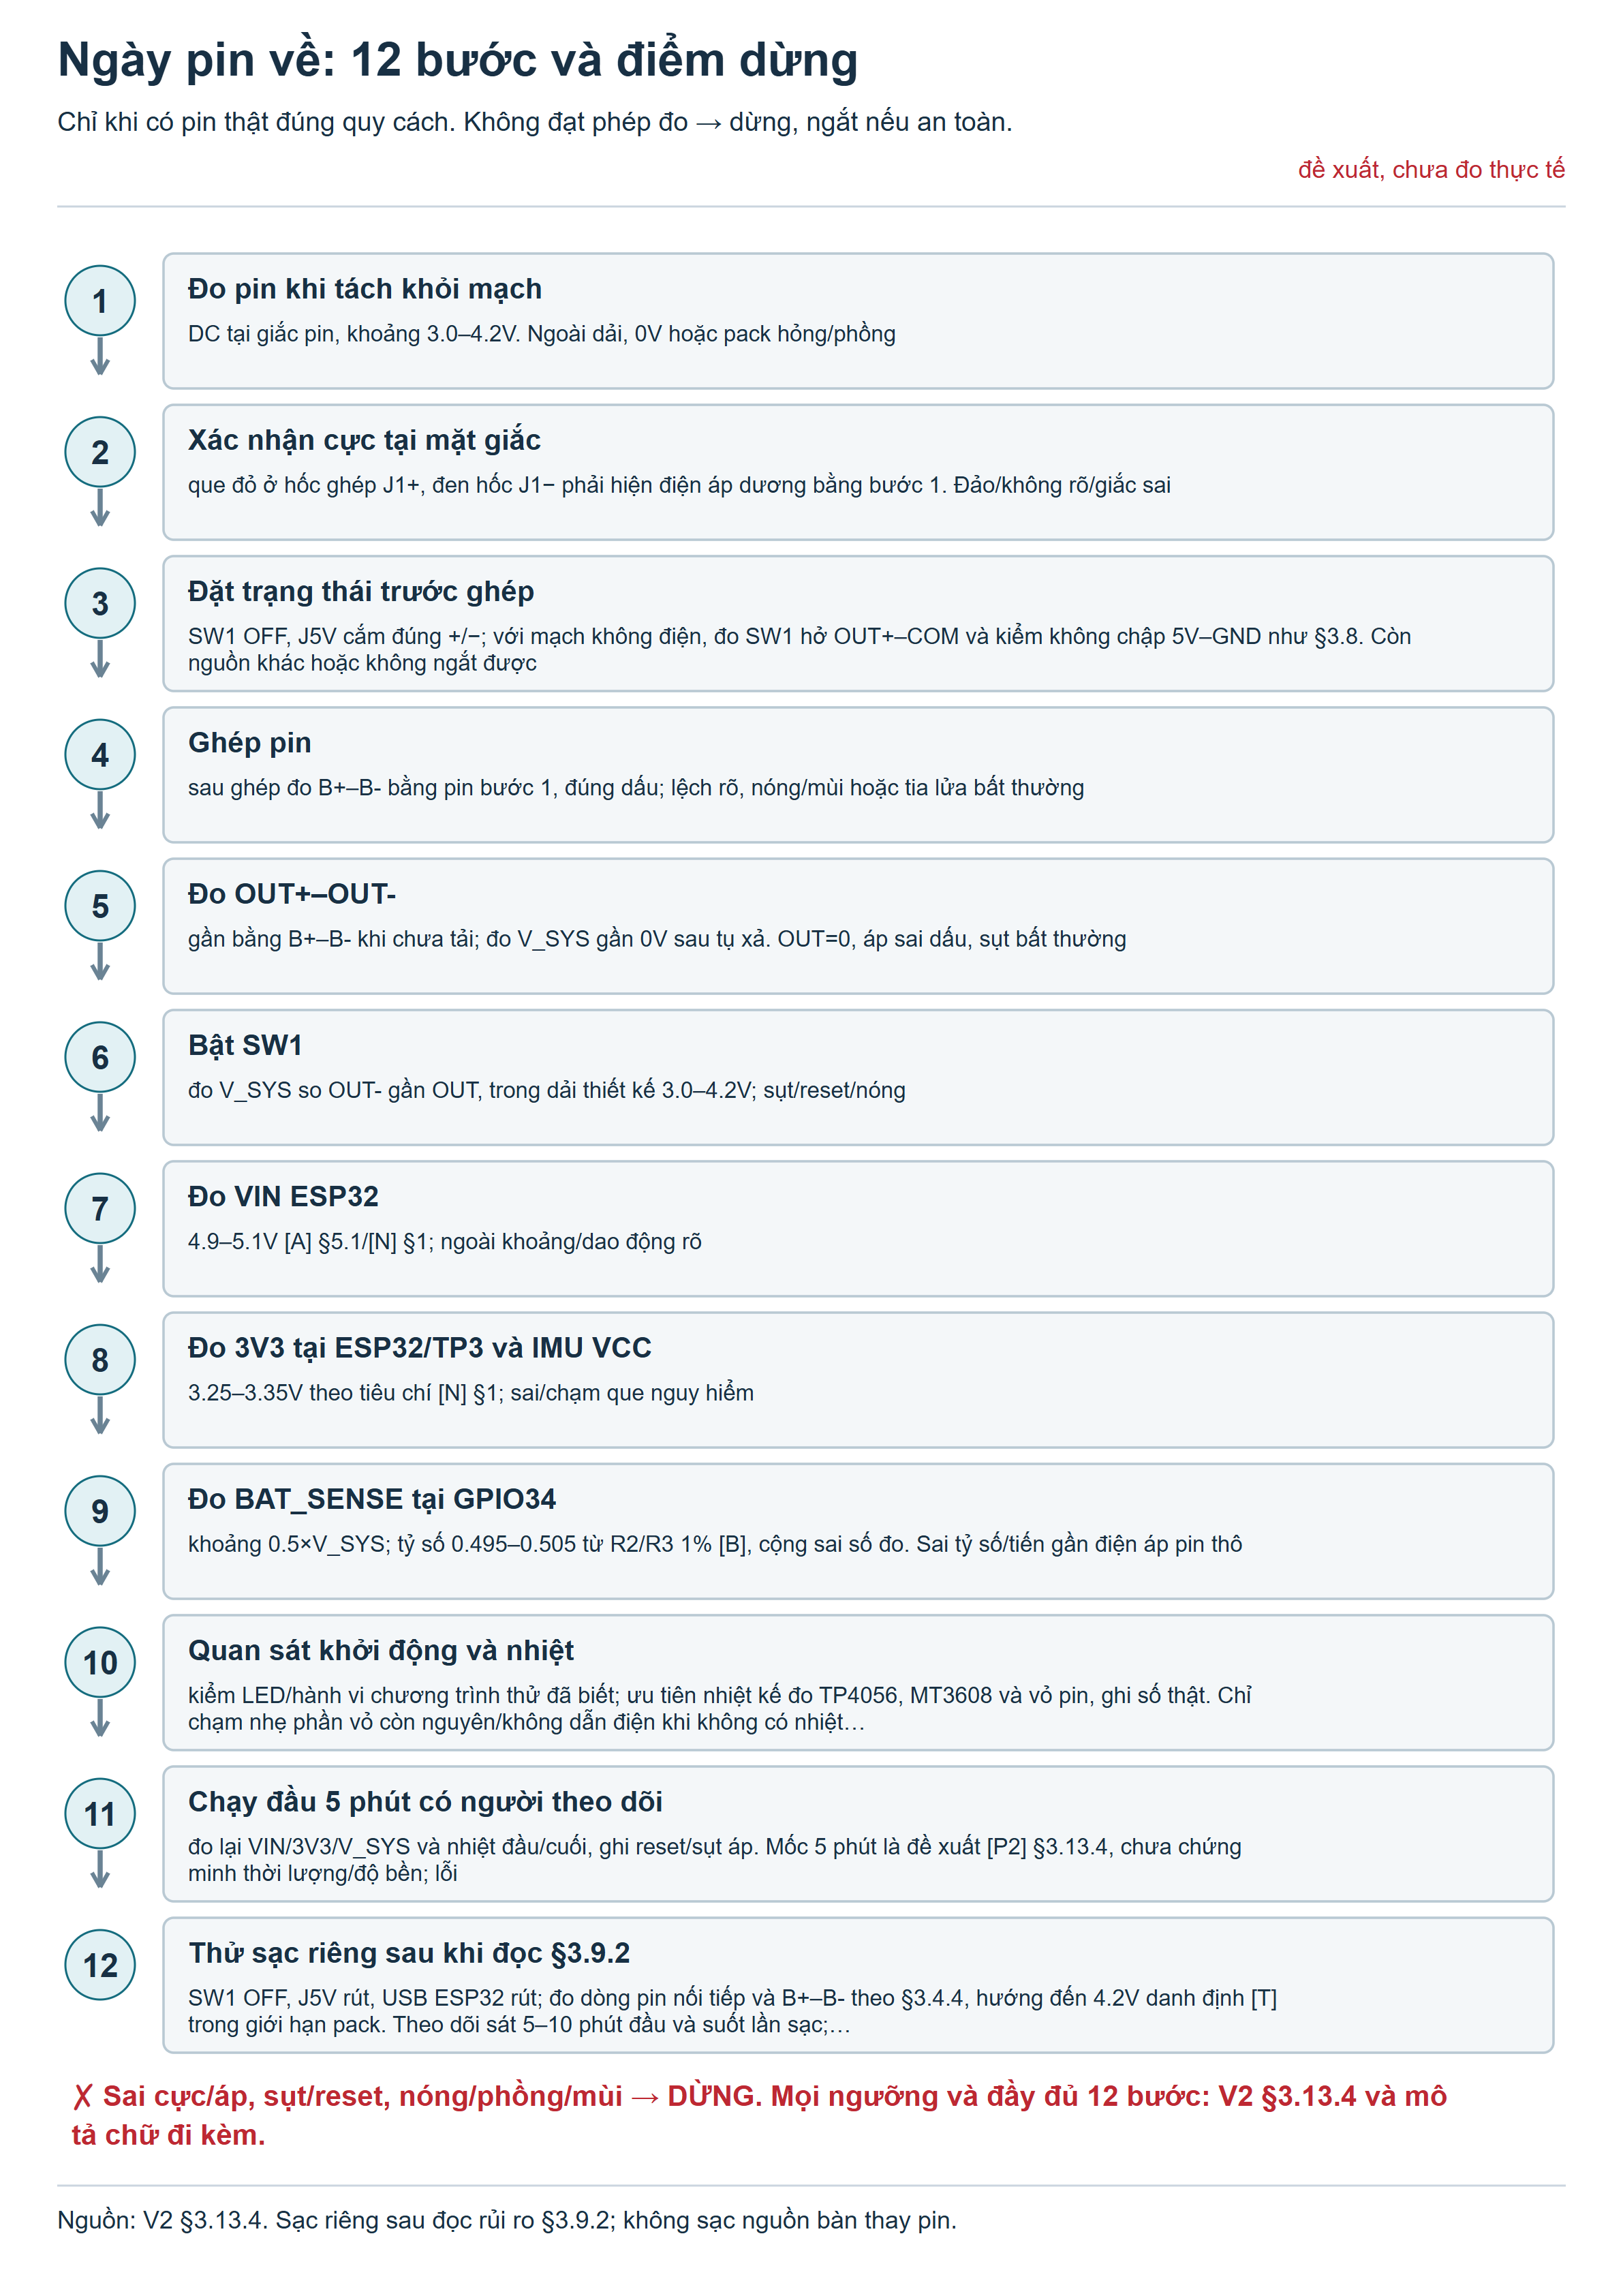 Ngày pin về: 12 bước và điểm dừng
Chỉ khi có pin thật đúng quy cách. Không đạt phép đo → dừng, ngắt nếu an toàn.
đề xuất, chưa đo thực tế
1
Đo pin khi tách khỏi mạch
DC tại giắc pin, khoảng 3.0–4.2V. Ngoài dải, 0V hoặc pack hỏng/phồng
2
Xác nhận cực tại mặt giắc
que đỏ ở hốc ghép J1+, đen hốc J1− phải hiện điện áp dương bằng bước 1. Đảo/không rõ/giắc sai
3
Đặt trạng thái trước ghép
SW1 OFF, J5V cắm đúng +/−; với mạch không điện, đo SW1 hở OUT+–COM và kiểm không chập 5V–GND như §3.8. Còn
nguồn khác hoặc không ngắt được
4
Ghép pin
sau ghép đo B+–B- bằng pin bước 1, đúng dấu; lệch rõ, nóng/mùi hoặc tia lửa bất thường
5
Đo OUT+–OUT-
gần bằng B+–B- khi chưa tải; đo V_SYS gần 0V sau tụ xả. OUT=0, áp sai dấu, sụt bất thường
6
Bật SW1
đo V_SYS so OUT- gần OUT, trong dải thiết kế 3.0–4.2V; sụt/reset/nóng
7
Đo VIN ESP32
4.9–5.1V [A] §5.1/[N] §1; ngoài khoảng/dao động rõ
8
Đo 3V3 tại ESP32/TP3 và IMU VCC
3.25–3.35V theo tiêu chí [N] §1; sai/chạm que nguy hiểm
9
Đo BAT_SENSE tại GPIO34
khoảng 0.5×V_SYS; tỷ số 0.495–0.505 từ R2/R3 1% [B], cộng sai số đo. Sai tỷ số/tiến gần điện áp pin thô
10
Quan sát khởi động và nhiệt
kiểm LED/hành vi chương trình thử đã biết; ưu tiên nhiệt kế đo TP4056, MT3608 và vỏ pin, ghi số thật. Chỉ
chạm nhẹ phần vỏ còn nguyên/không dẫn điện khi không có nhiệt…
11
Chạy đầu 5 phút có người theo dõi
đo lại VIN/3V3/V_SYS và nhiệt đầu/cuối, ghi reset/sụt áp. Mốc 5 phút là đề xuất [P2] §3.13.4, chưa chứng
minh thời lượng/độ bền; lỗi
12
Thử sạc riêng sau khi đọc §3.9.2
SW1 OFF, J5V rút, USB ESP32 rút; đo dòng pin nối tiếp và B+–B- theo §3.4.4, hướng đến 4.2V danh định [T]
trong giới hạn pack. Theo dõi sát 5–10 phút đầu và suốt lần sạc;…
✗ Sai cực/áp, sụt/reset, nóng/phồng/mùi → DỪNG. Mọi ngưỡng và đầy đủ 12 bước: V2 §3.13.4 và mô
tả chữ đi kèm.
Nguồn: V2 §3.13.4. Sạc riêng sau đọc rủi ro §3.9.2; không sạc nguồn bàn thay pin.